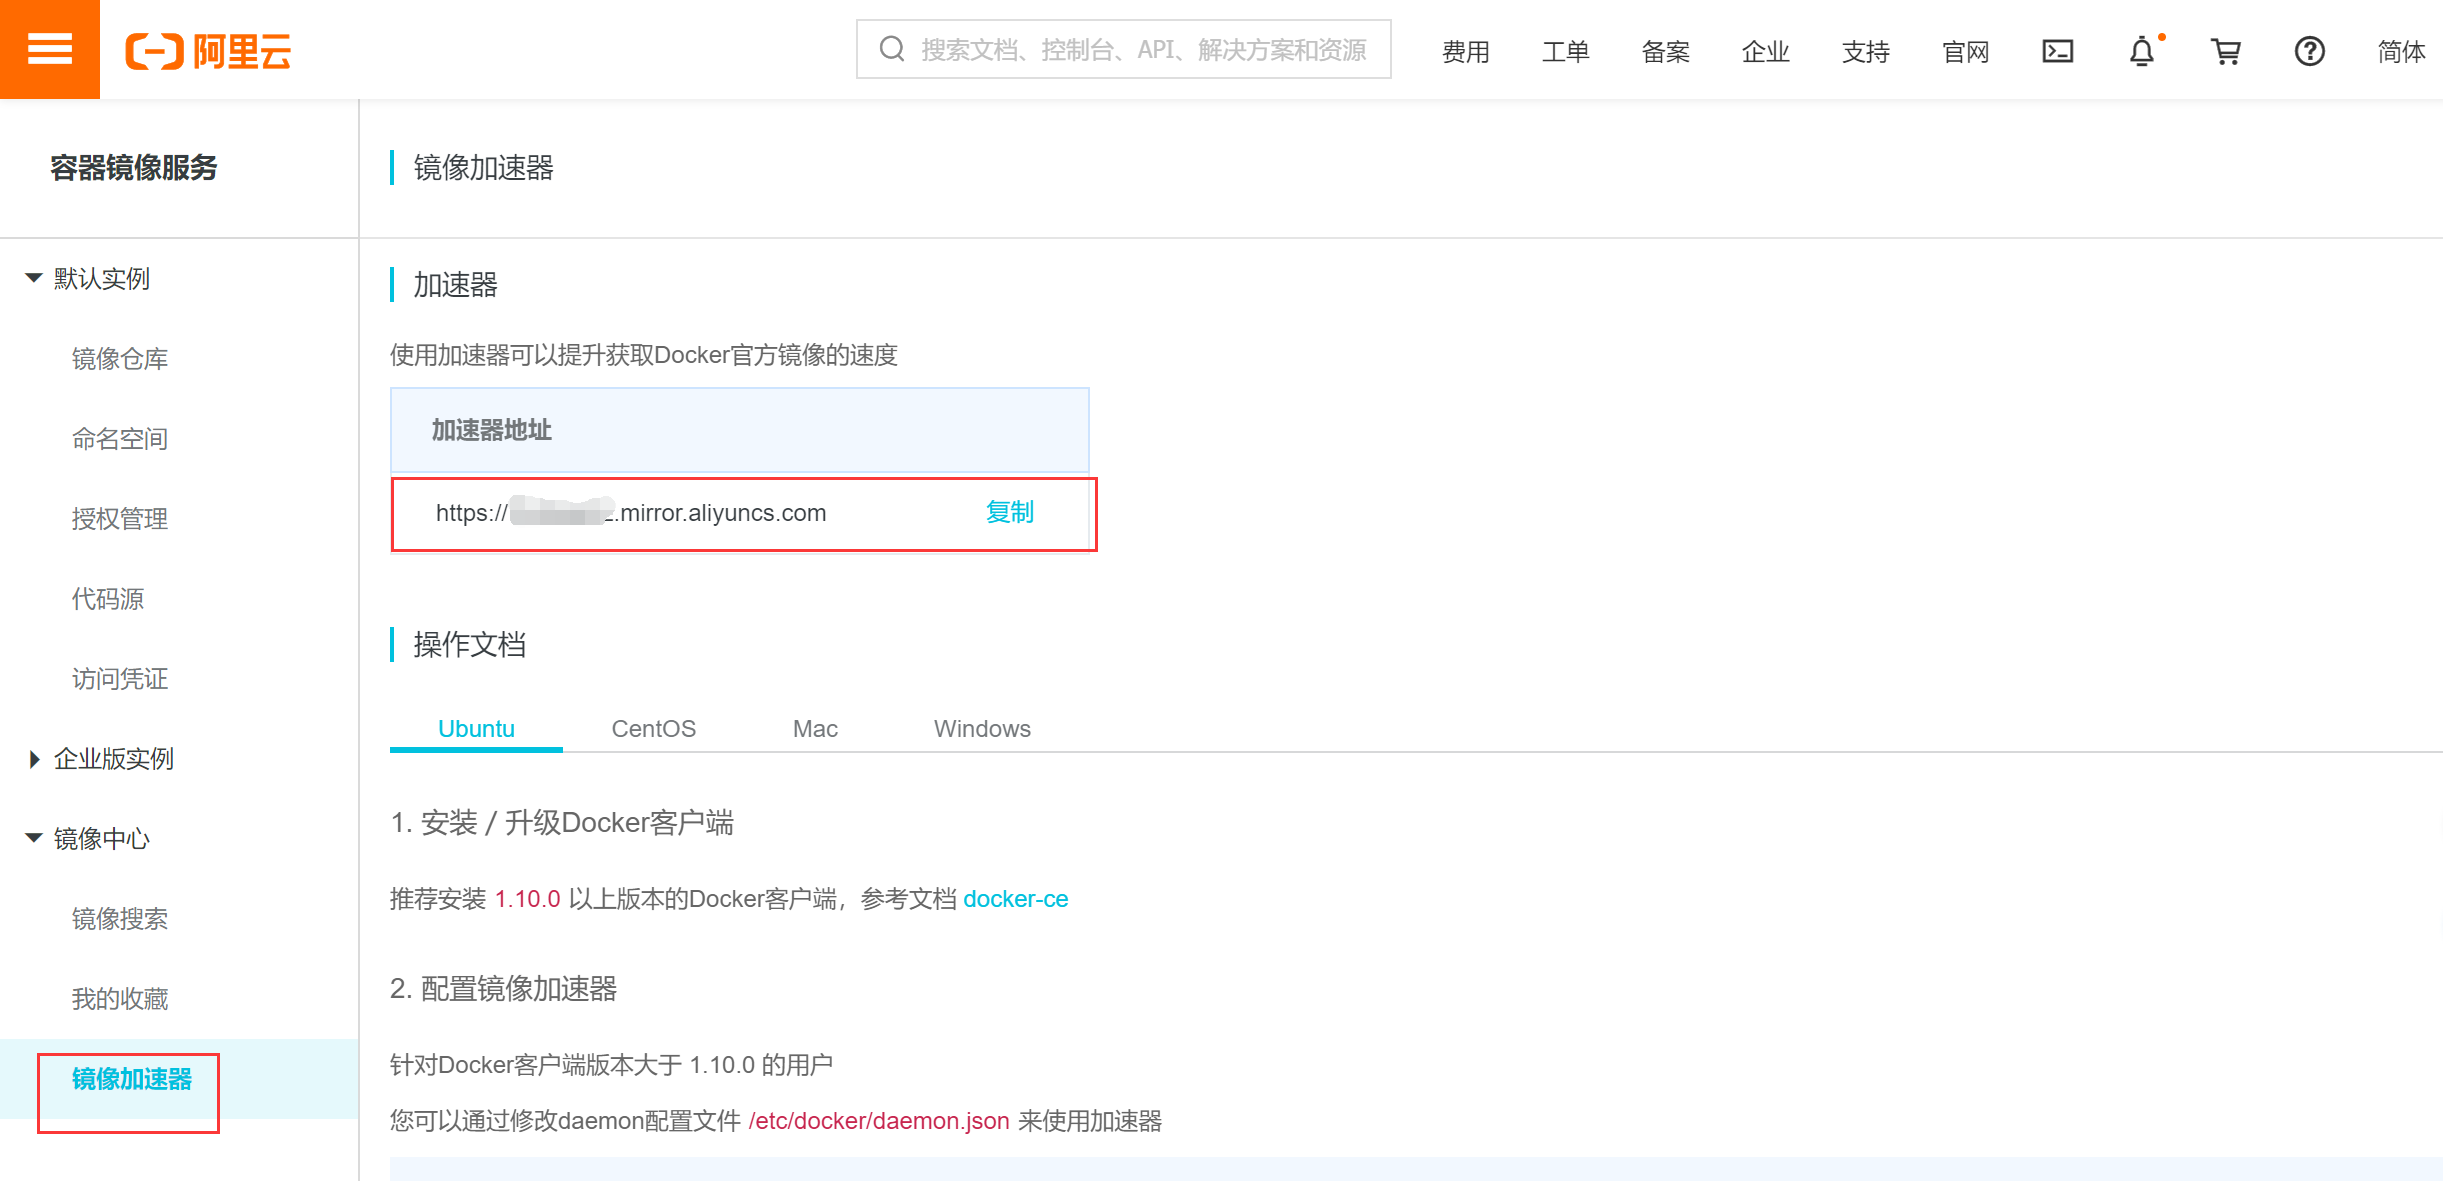 阿里云
搜索文档、控制台、API、解决方案和资源
费用
工单
备案
企业
支持
官网
简体
容器镜像服务
默认实例
镜像仓库
命名空间
授权管理
代码源
访问凭证
企业版实例
镜像中心
镜像搜索
我的收藏
镜像加速器
镜像加速器
加速器
使用加速器可以提升获取Docker官方镜像的速度
加速器地址
https:// .mirror.aliyuncs.com 复制
操作文档
Ubuntu CentOS Mac Windows
1. 安装 / 升级Docker客户端
推荐安装 1.10.0 以上版本的Docker客户端，参考文档 docker-ce
2. 配置镜像加速器
针对Docker客户端版本大于 1.10.0 的用户
您可以通过修改daemon配置文件 /etc/docker/daemon.json 来使用加速器